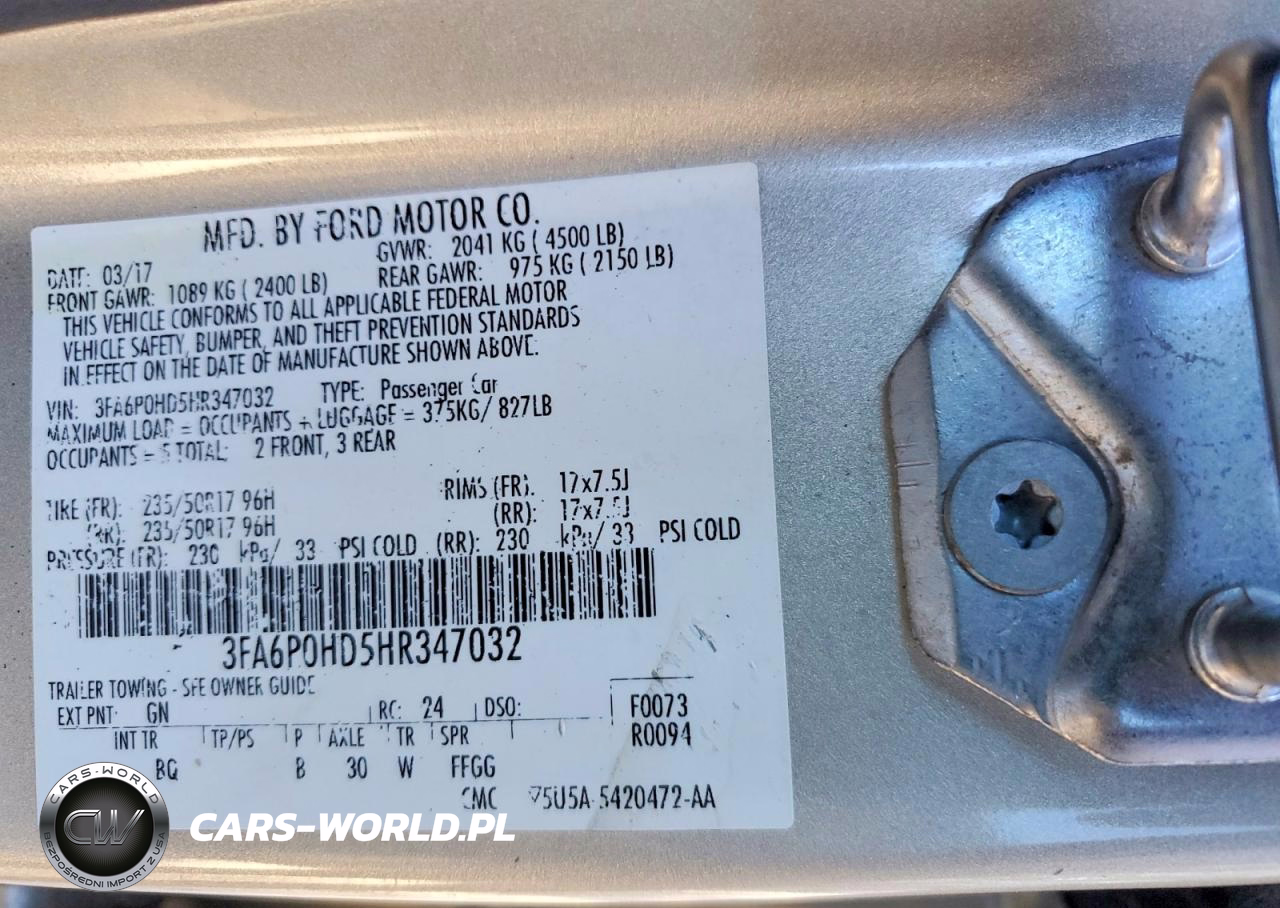 MFD. BY FORD MOTOR CO.
DATE: 03/17 GVWR: 2041 KG ( 4500 LB)
FRONT GAWR: 1089 KG ( 2400 LB) REAR GAWR: 975 KG ( 2150 LB)
THIS VEHICLE CONFORMS TO ALL APPLICABLE FEDERAL MOTOR
VEHICLE SAFETY, BUMPER, AND THEFT PREVENTION STANDARDS
IN EFFECT ON THE DATE OF MANUFACTURE SHOWN ABOVE.
VIN: 3FA6P0HD5HR347032 TYPE: Passenger Car
MAXIMUM LOAD = OCCUPANTS + LUGGAGE = 375KG/ 827LB
OCCUPANTS = 5 TOTAL: 2 FRONT, 3 REAR
TIRE (FR): 235/50R17 96H RIMS (FR). 17x7.5J
(RR): 235/50R17 96H (RR): 17x7.5J
PRESSURE (FR): 230 kPa/ 33 PSI COLD (RR): 230 kPa/ 33 PSI COLD
3FA6P0HD5HR347032
TRAILER TOWING - SEE OWNER GUIDE
EXT PNT: GN RC: 24 DSO: F0073
INT TR TP/PS P AXLE TR SPR R0094
BQ B 30 W FFGG
CMC 5420472-AA
CARS-WORLD
CW
BEZPOŚREDNI IMPORT Z USA
CARS-WORLD.PL